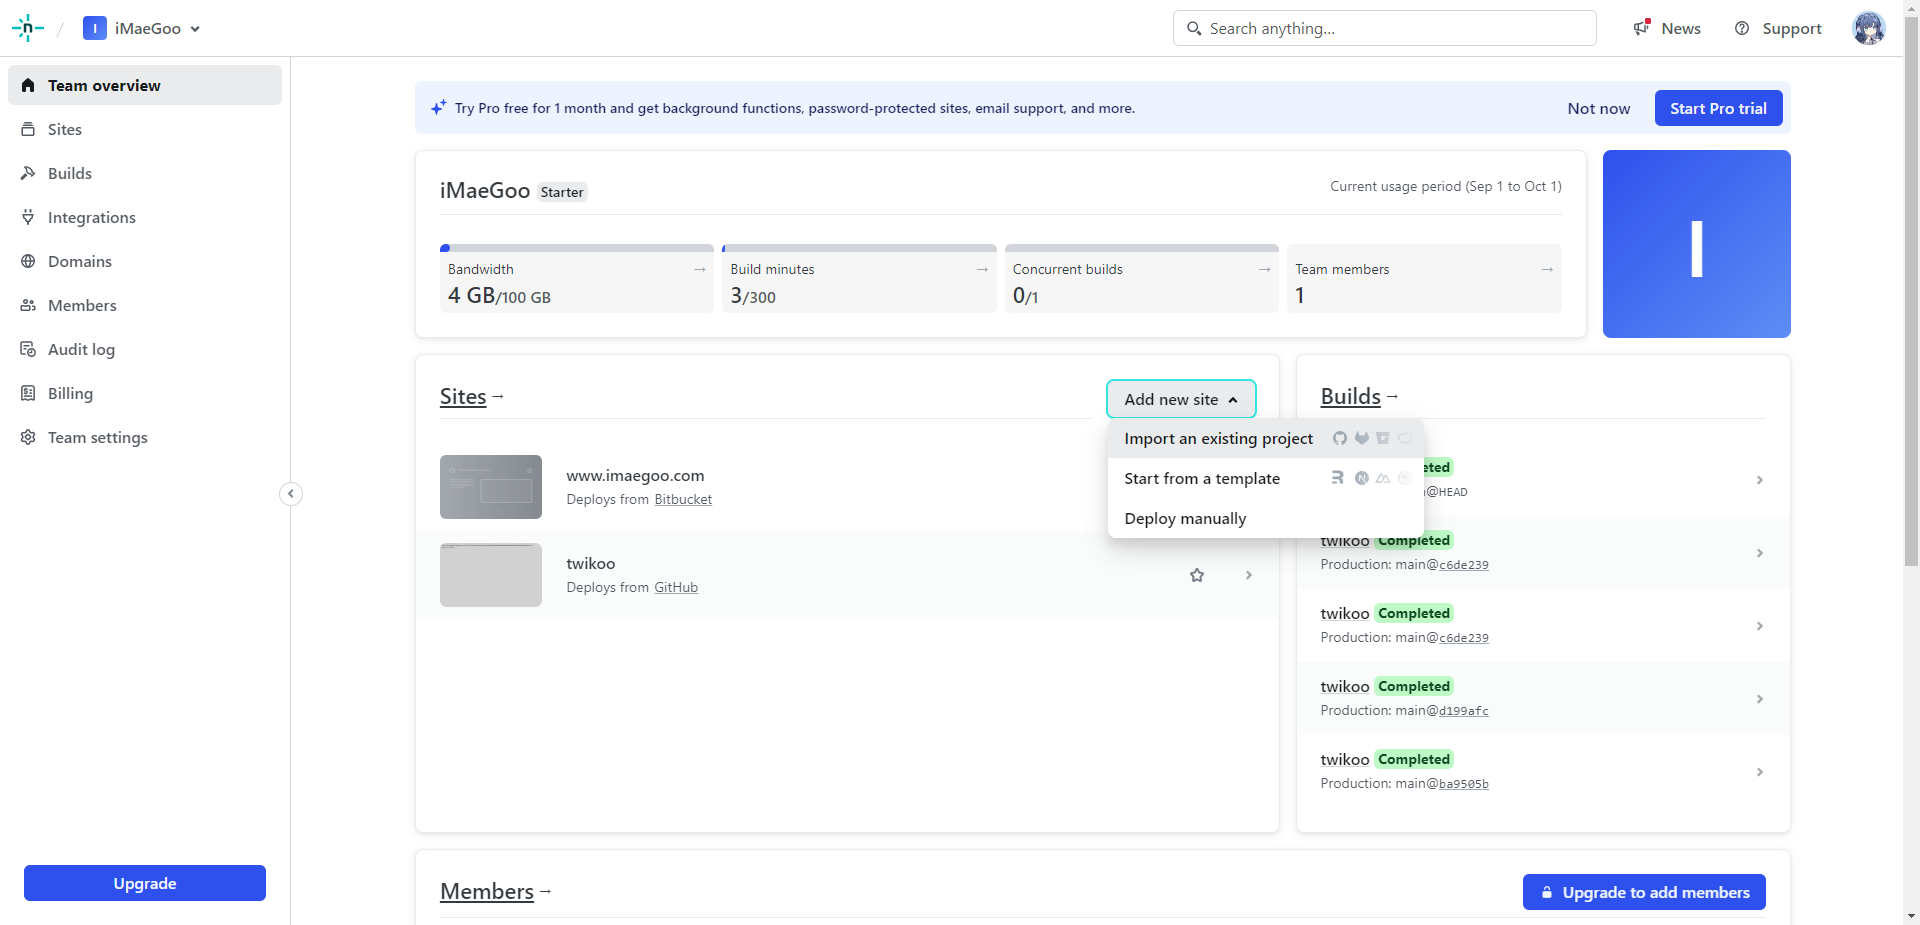 n / I iMaeGoo
Search anything...
News
Support
Team overview
Sites
Builds
Integrations
Domains
Members
Audit log
Billing
Team settings
Upgrade
Try Pro free for 1 month and get background functions, password-protected sites, email support, and more.
Not now
Start Pro trial
iMaeGoo Starter
Current usage period (Sep 1 to Oct 1)
Bandwidth →
4 GB/100 GB
Build minutes →
3/300
Concurrent builds →
0/1
Team members →
1
I
Sites →
Add new site
Import an existing project
Start from a template
Deploy manually
www.imaegoo.com
Deploys from Bitbucket
twikoo
Deploys from GitHub
Builds →
@HEAD
twikoo Completed
Production: main@c6de239
twikoo Completed
Production: main@c6de239
twikoo Completed
Production: main@d199afc
twikoo Completed
Production: main@ba9505b
Members →
Upgrade to add members